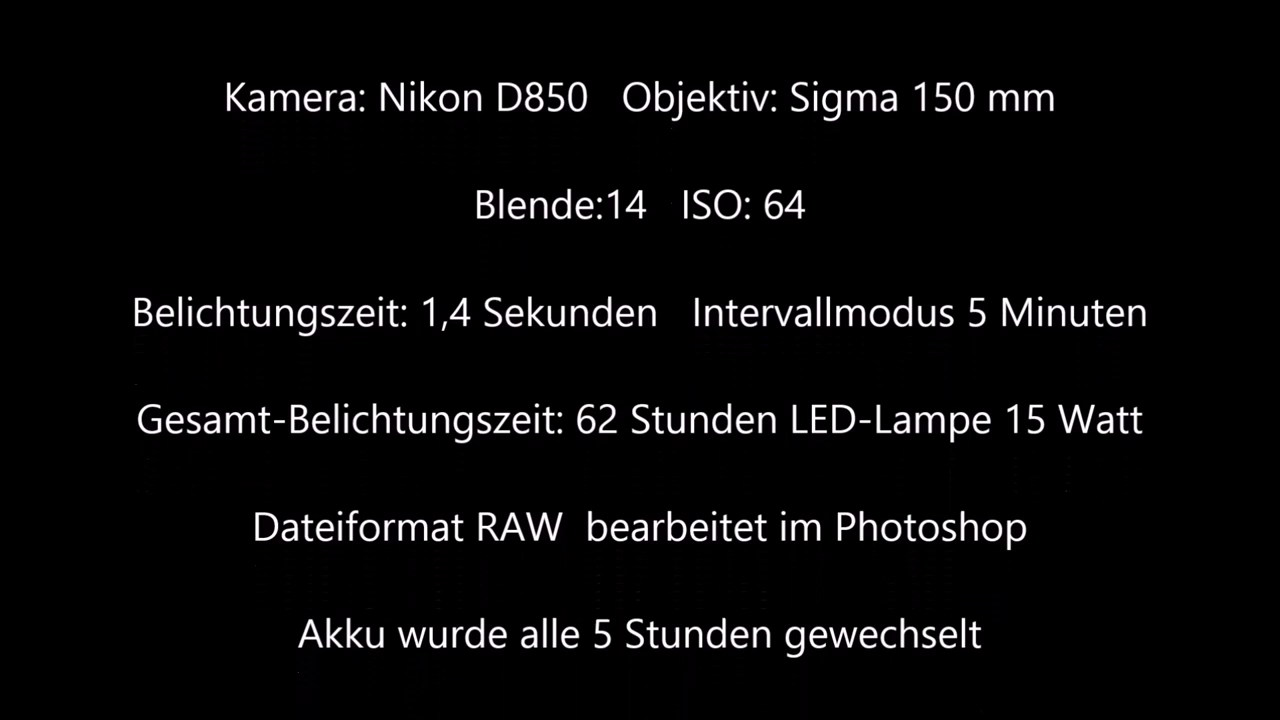 Kamera: Nikon D850 Objektiv: Sigma 150 mm
Blende:14 ISO: 64
Belichtungszeit: 1,4 Sekunden Intervallmodus 5 Minuten
Gesamt-Belichtungszeit: 62 Stunden LED-Lampe 15 Watt
Dateiformat RAW bearbeitet im Photoshop
Akku wurde alle 5 Stunden gewechselt